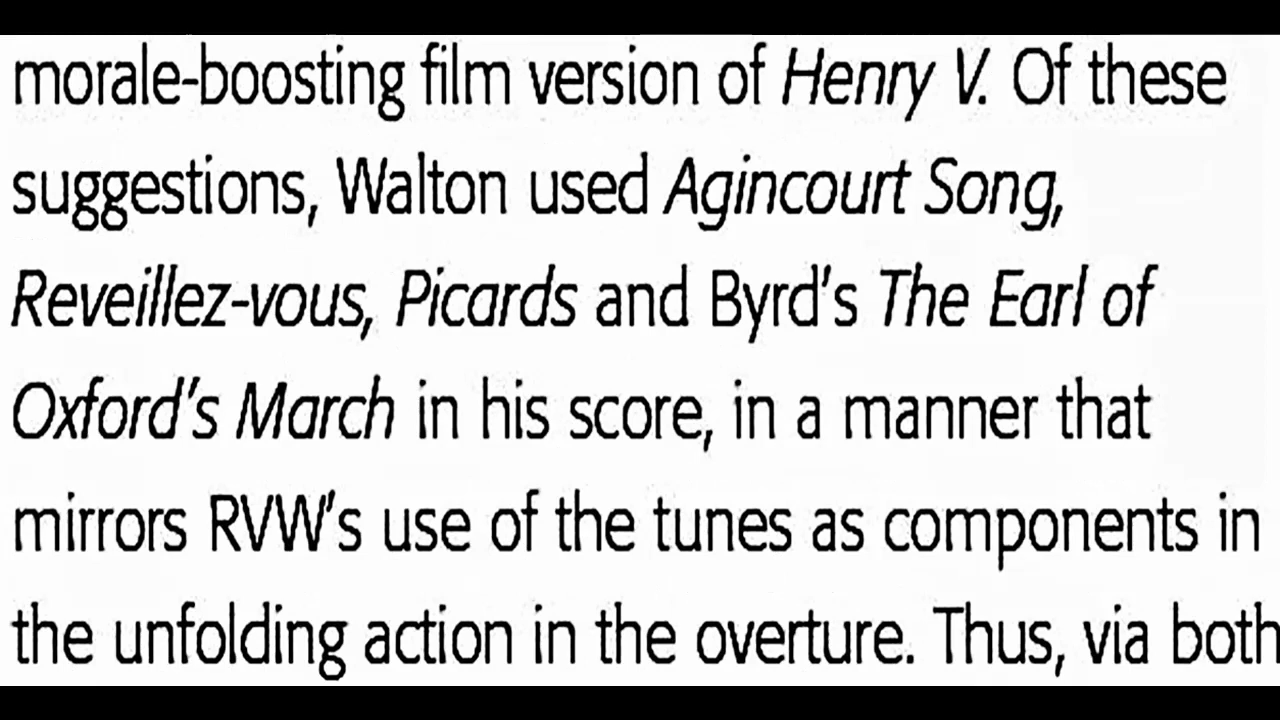 morale-boosting film version of Henry V. Of these
suggestions, Walton used Agincourt Song,
Reveillez-vous, Picards and Byrd's The Earl of
Oxford's March in his score, in a manner that
mirrors RVW's use of the tunes as components in
the unfolding action in the overture. Thus, via both